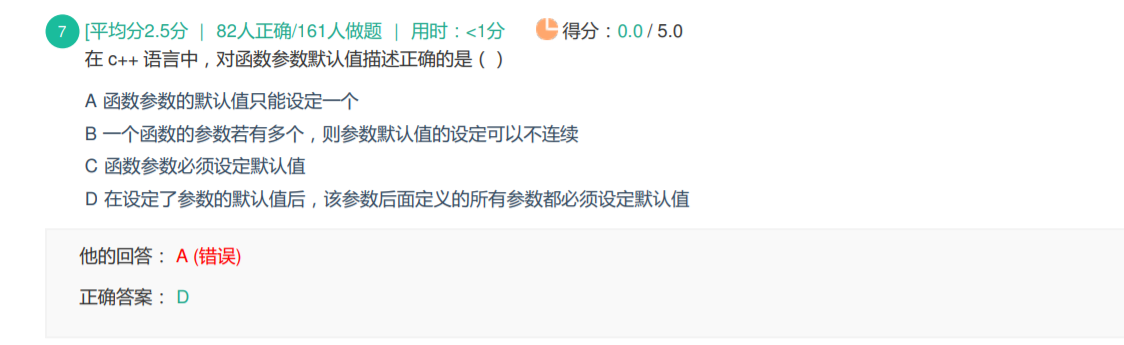 7 [平均分2.5分 | 82人正确/161人做题 | 用时：<1分 得分：0.0 / 5.0
在 c++ 语言中，对函数参数默认值描述正确的是（ ）
A 函数参数的默认值只能设定一个
B 一个函数的参数若有多个，则参数默认值的设定可以不连续
C 函数参数必须设定默认值
D 在设定了参数的默认值后，该参数后面定义的所有参数都必须设定默认值
他的回答： A (错误)
正确答案： D